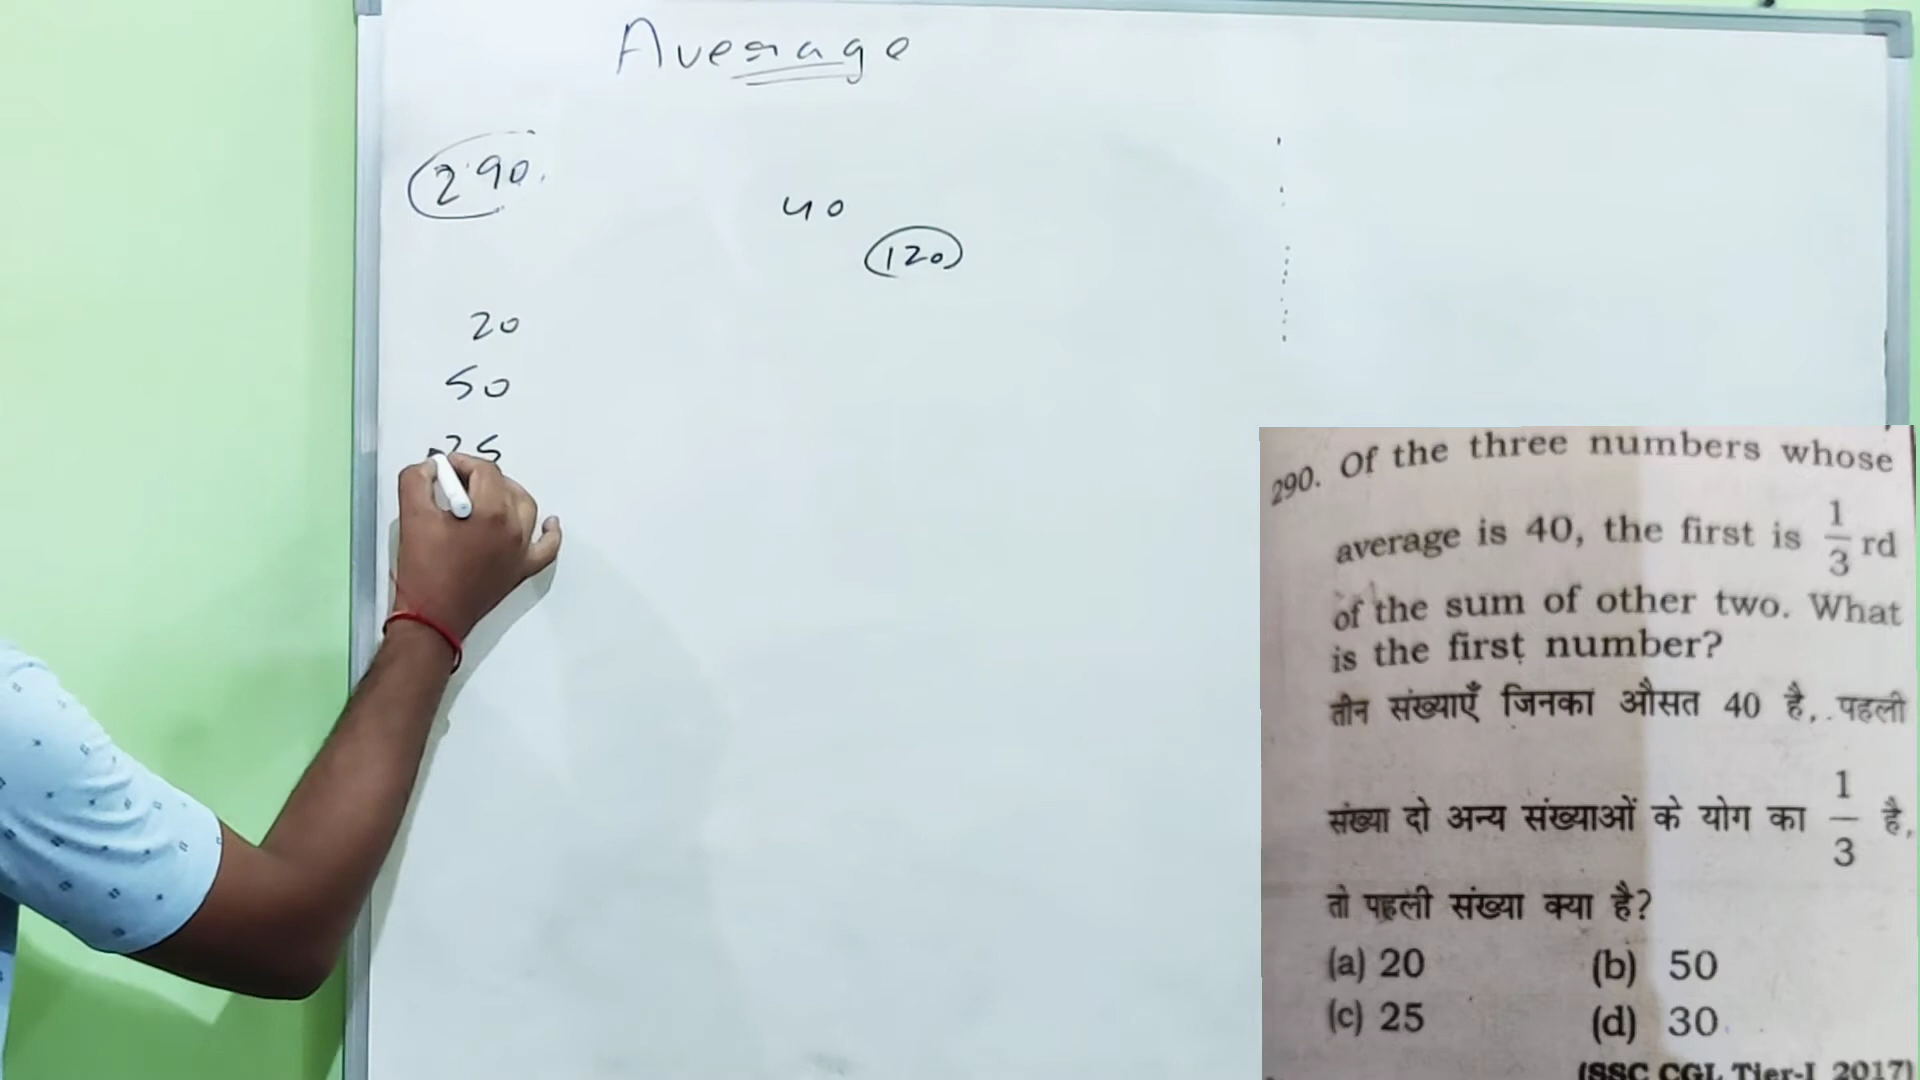 Average
290.
40
120
20
50
25
290. Of the three numbers whose
average is 40, the first is 1/3 rd
of the sum of other two. What
is the first number?
तीन संख्याएँ जिनका औसत 40 है, पहली
संख्या दो अन्य संख्याओं के योग का 1/3 है,
तो पहली संख्या क्या है?
(a) 20 (b) 50
(c) 25 (d) 30
(SSC CGL Tier-I 2017)